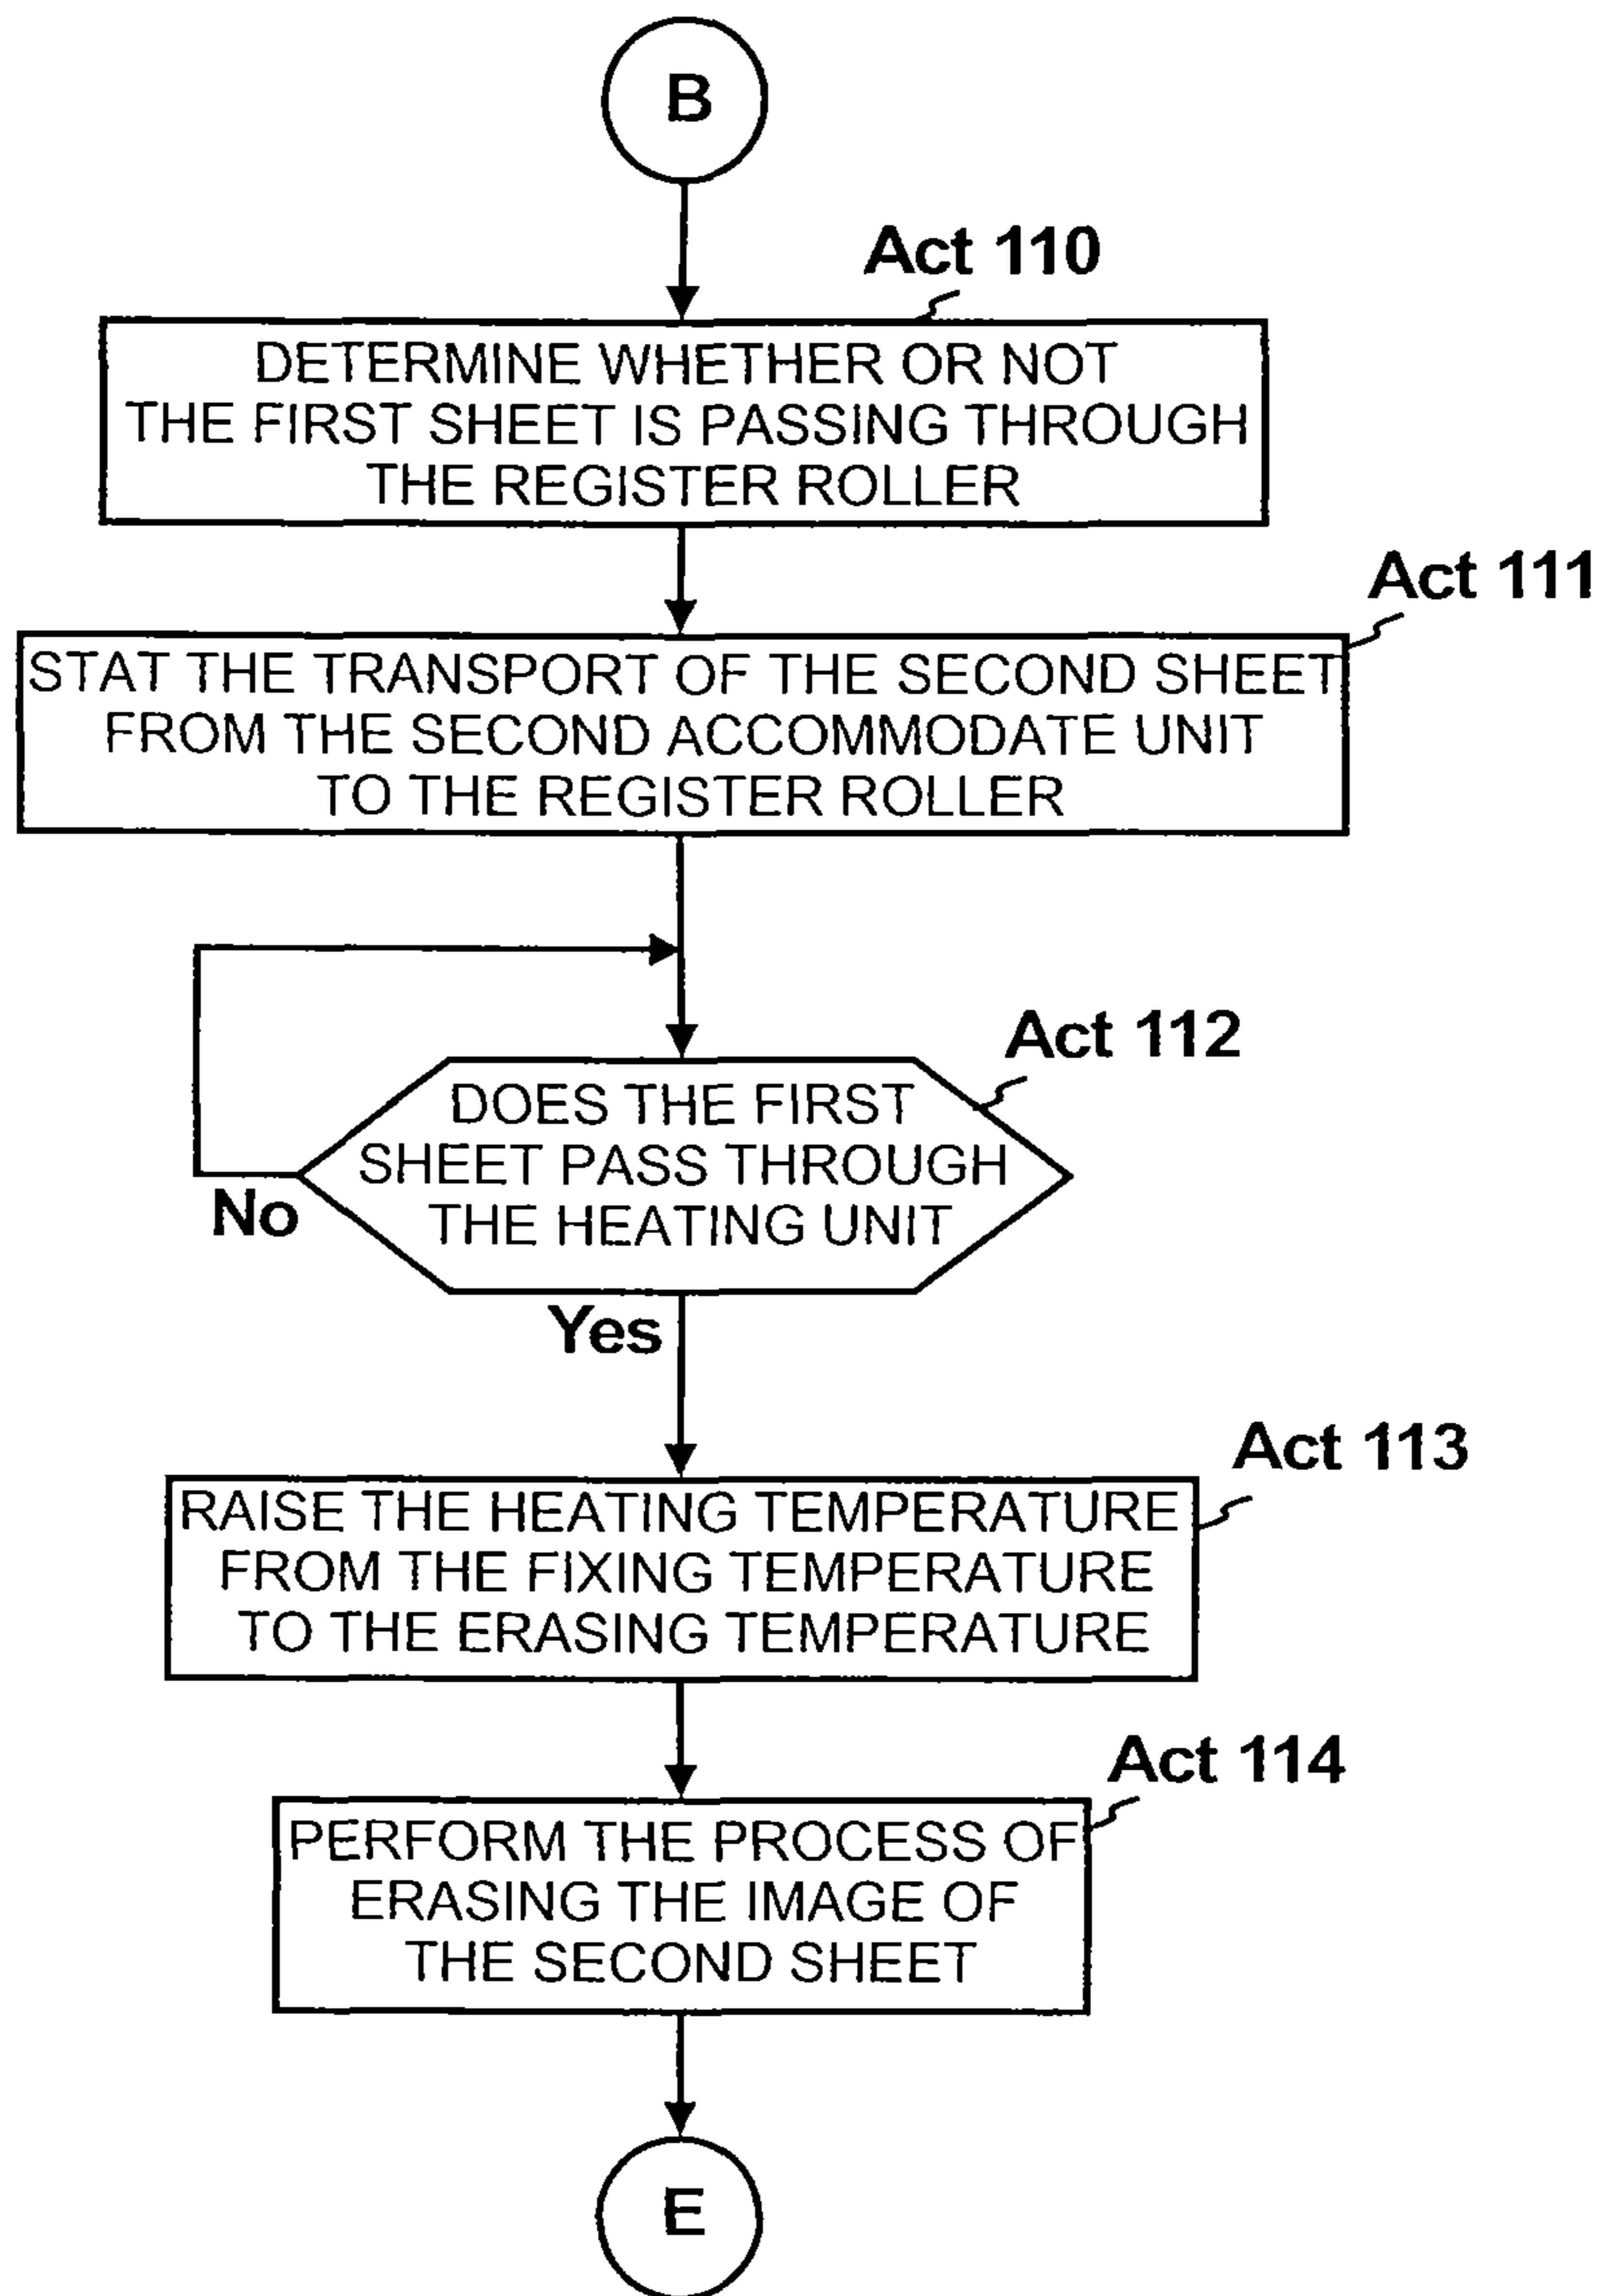 B
Act 110
DETERMINE WHETHER OR NOT
THE FIRST SHEET IS PASSING THROUGH
THE REGISTER ROLLER
Act 111
STAT THE TRANSPORT OF THE SECOND SHEET
FROM THE SECOND ACCOMMODATE UNIT
TO THE REGISTER ROLLER
Act 112
DOES THE FIRST
SHEET PASS THROUGH
THE HEATING UNIT
No
Yes
Act 113
RAISE THE HEATING TEMPERATURE
FROM THE FIXING TEMPERATURE
TO THE ERASING TEMPERATURE
Act 114
PERFORM THE PROCESS OF
ERASING THE IMAGE OF
THE SECOND SHEET
E